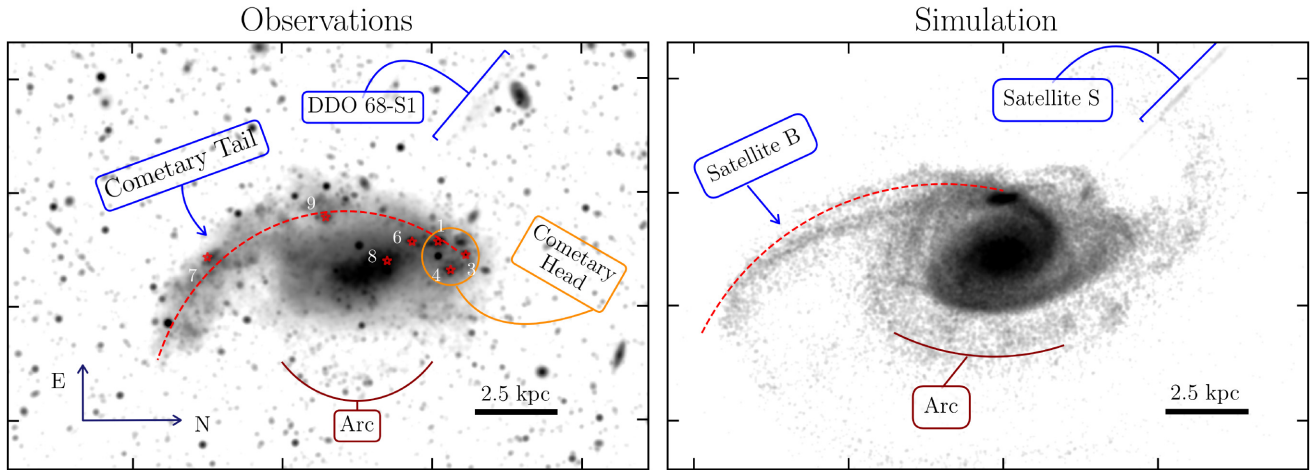 Observations
DDO 68-S1
Cometary Tail
9
1
6
8
3
4
7
Cometary
Head
E
N
2.5 kpc
Arc
Simulation
Satellite S
Satellite B
2.5 kpc
Arc